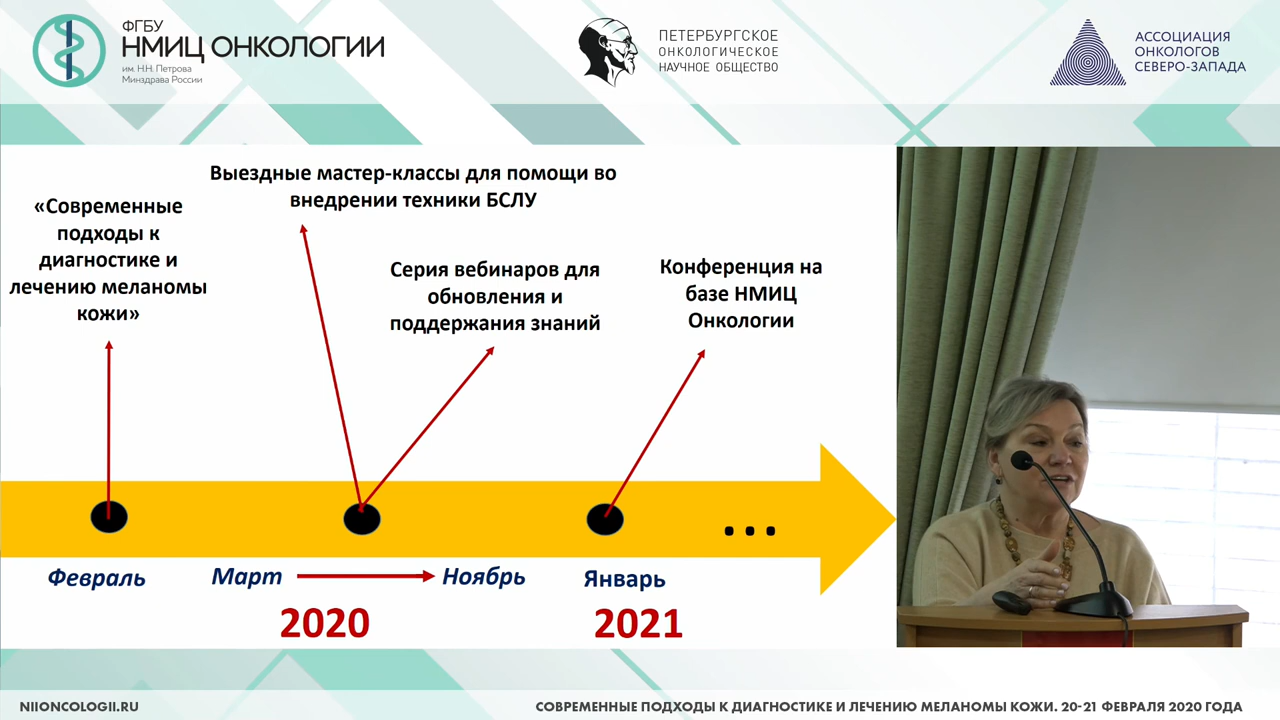 ФГБУ
НМИЦ ОНКОЛОГИИ
им. Н.Н. Петрова
Минздрава России
ПЕТЕРБУРГСКОЕ
ОНКОЛОГИЧЕСКОЕ
НАУЧНОЕ ОБЩЕСТВО
АССОЦИАЦИЯ
ОНКОЛОГОВ
СЕВЕРО-ЗАПАДА
«Современные
подходы к
диагностике и
лечению меланомы
кожи»
Выездные мастер-классы для помощи во
внедрении техники БСЛУ
Серия вебинаров для
обновления и
поддержания знаний
Конференция на
базе НМИЦ
Онкологии
...
Февраль
Март
Ноябрь
Январь
2020
2021
NIIONCOLOGII.RU
СОВРЕМЕННЫЕ ПОДХОДЫ К ДИАГНОСТИКЕ И ЛЕЧЕНИЮ МЕЛАНОМЫ КОЖИ. 20-21 ФЕВРАЛЯ 2020 ГОДА